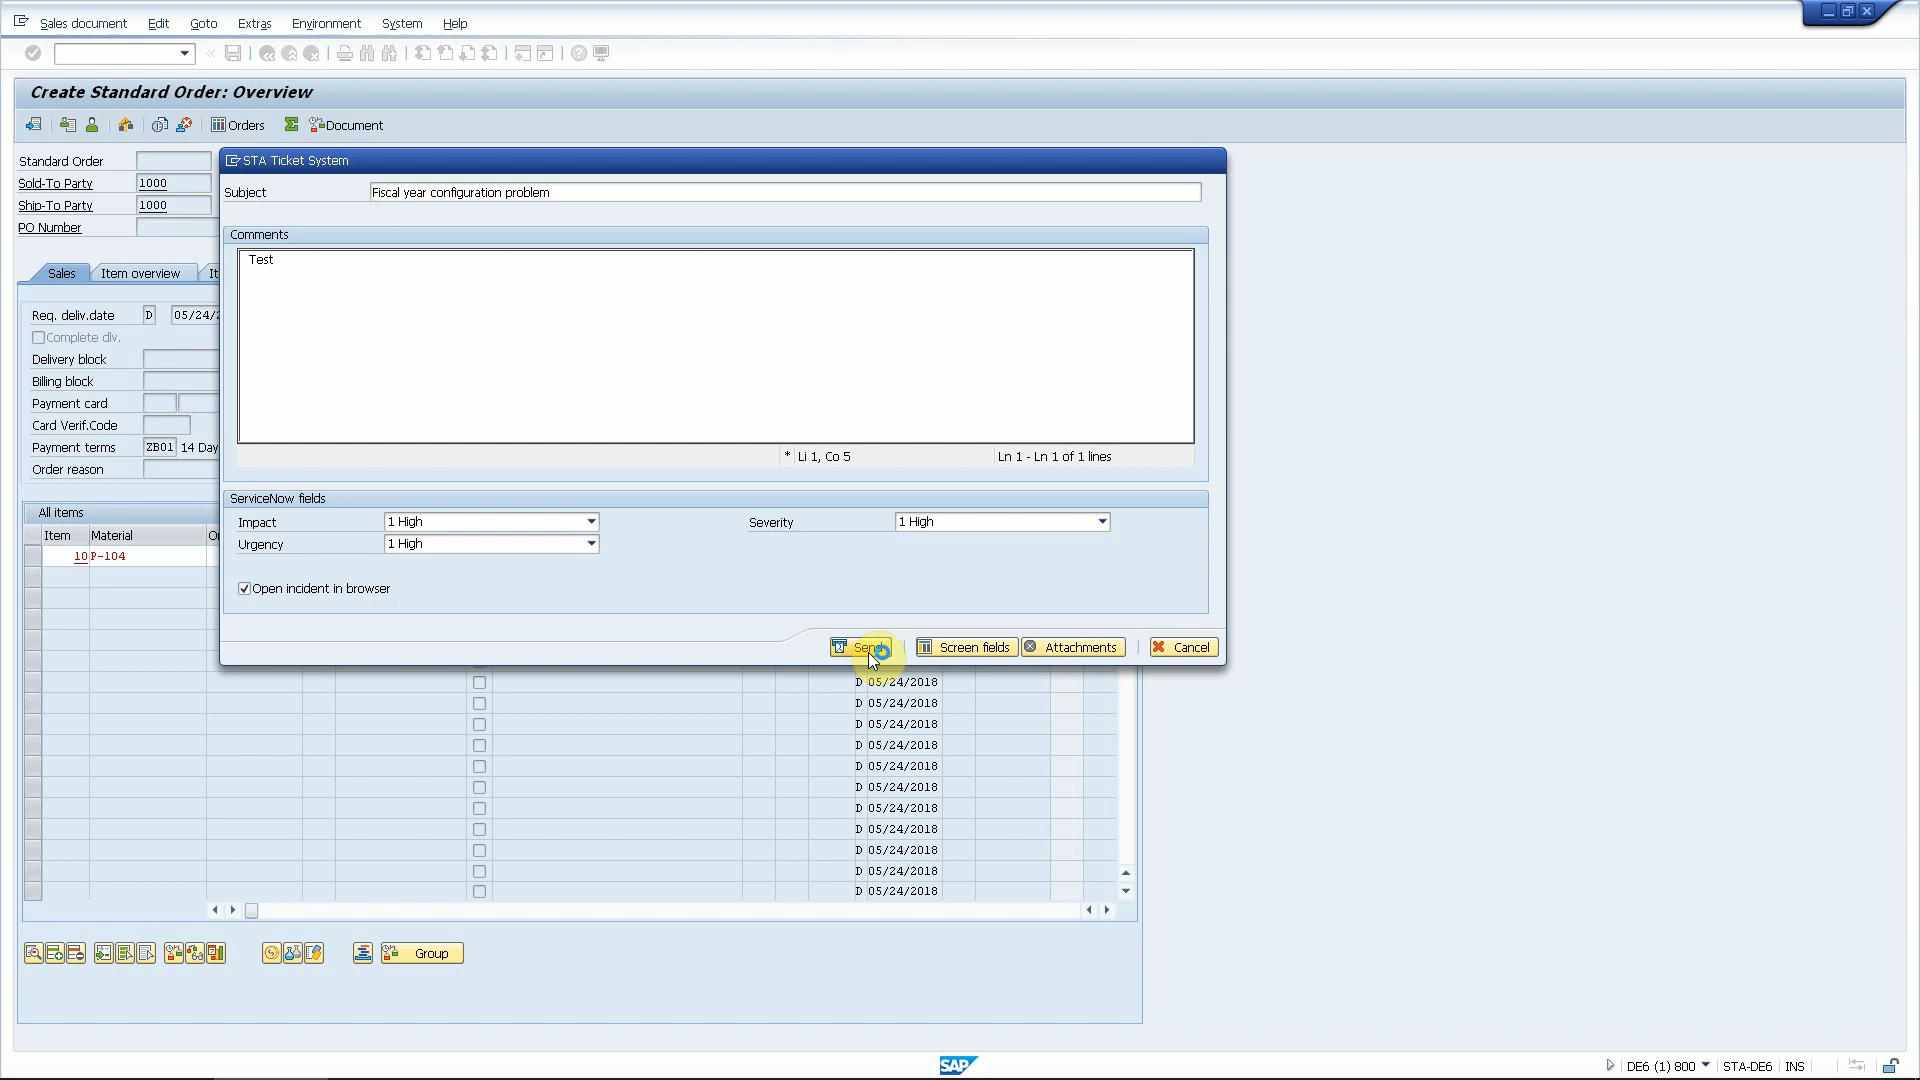 Sales document Edit Goto Extras Environment System Help
Create Standard Order: Overview
Orders Document
Standard Order
Sold-To Party 1000
Ship-To Party 1000
PO Number
STA Ticket System
Subject Fiscal year configuration problem
Comments
Test
* Li 1, Co 5 Ln 1 - Ln 1 of 1 lines
ServiceNow fields
Impact 1 High Severity 1 High
Urgency 1 High
Open incident in browser
Screen fields Attachments Cancel
Sales Item overview It
Req. deliv.date D 05/24/2
Complete dlv.
Delivery block
Billing block
Payment card
Card Verif.Code
Payment terms ZB01 14 Day
Order reason
All items
Item Material
10 P-104
D 05/24/2018
D 05/24/2018
D 05/24/2018
D 05/24/2018
D 05/24/2018
D 05/24/2018
D 05/24/2018
D 05/24/2018
D 05/24/2018
D 05/24/2018
D 05/24/2018
Group
SAP
DE6 (1) 800 STA-DE6 INS